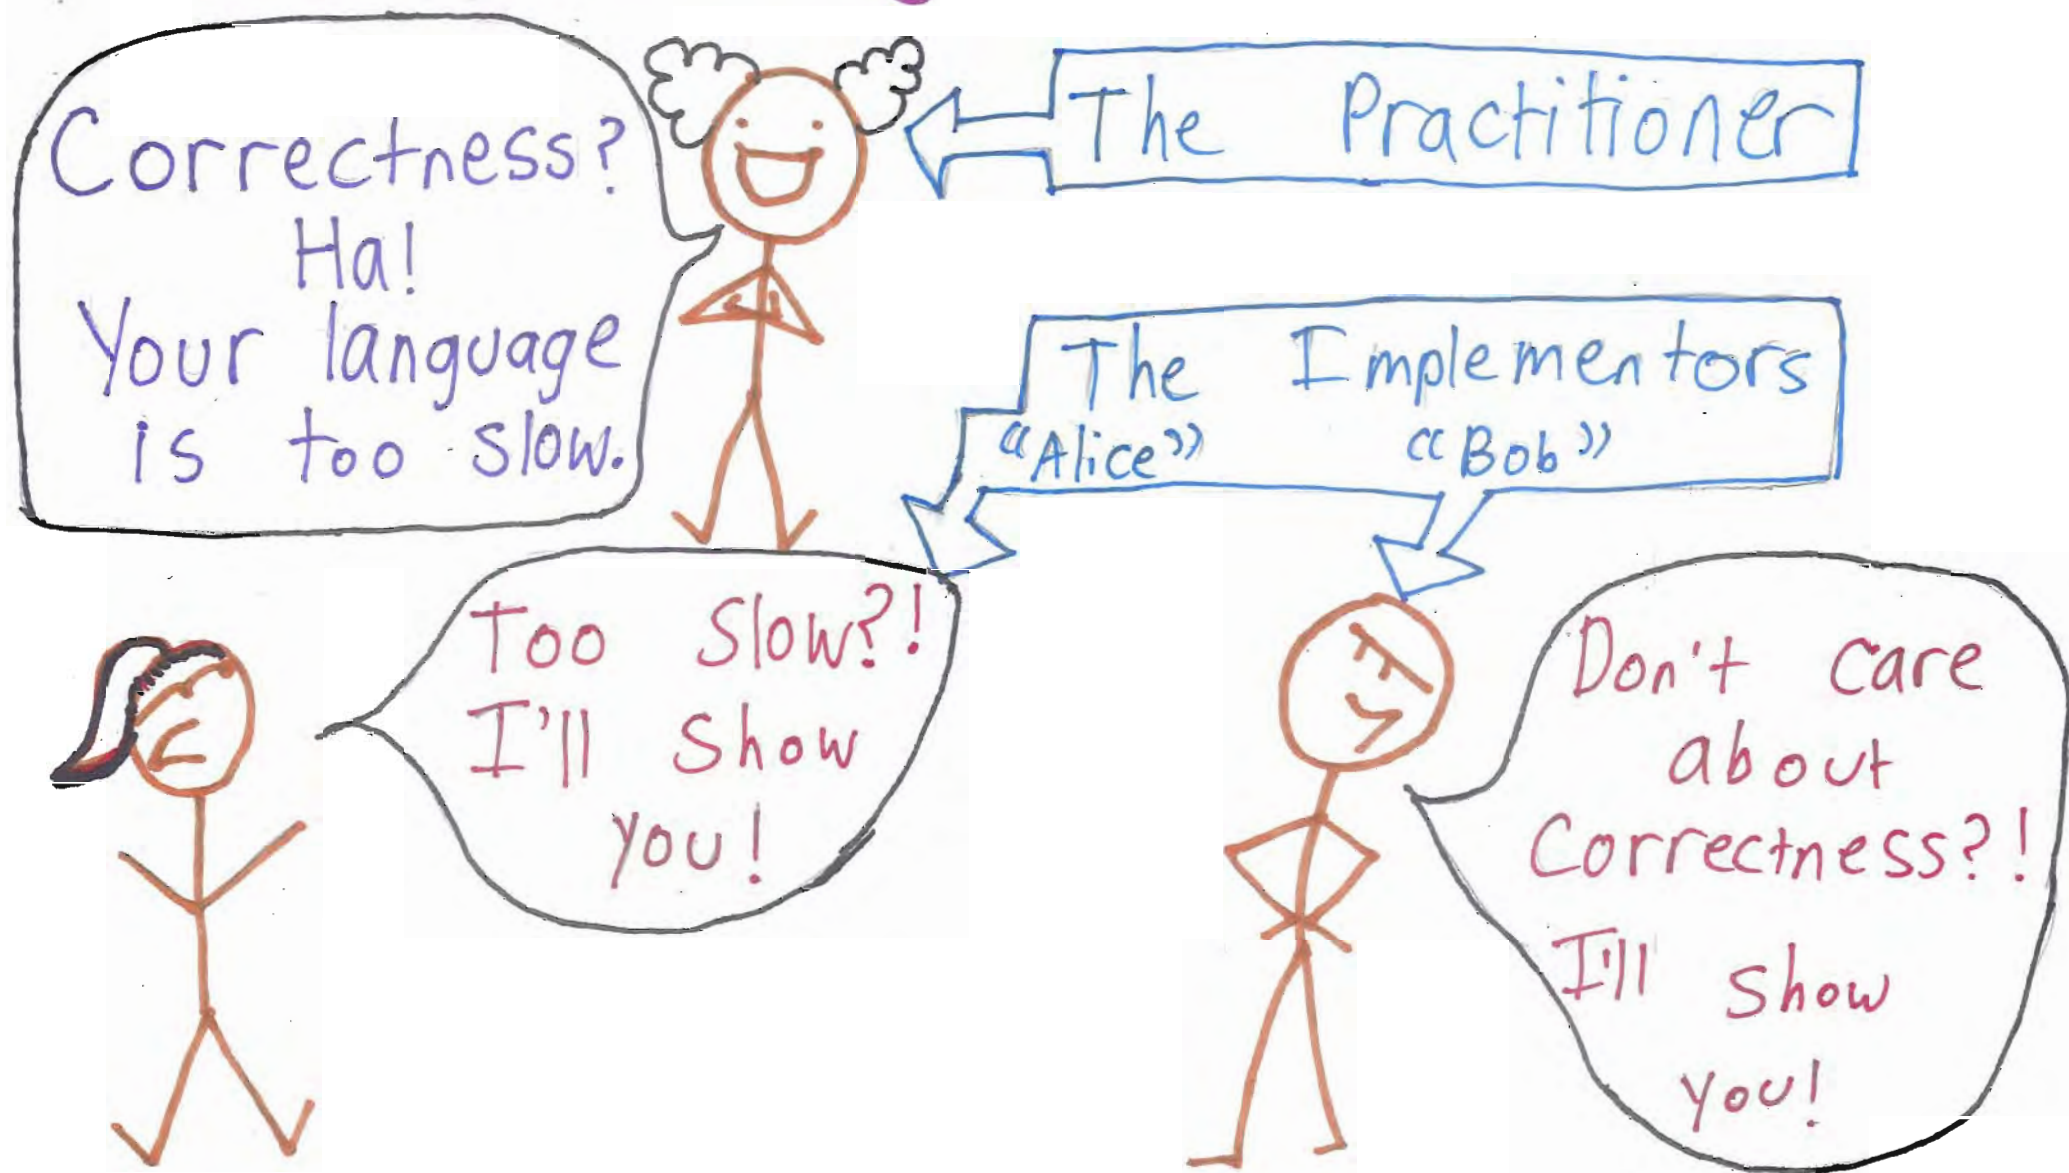 Correctness?
Ha!
Your language
is too slow.
The Practitioner
The Implementors
"Alice" "Bob"
Too Slow?!
I'll Show
you!
Don't care
about
Correctness?!
I'll show
you!